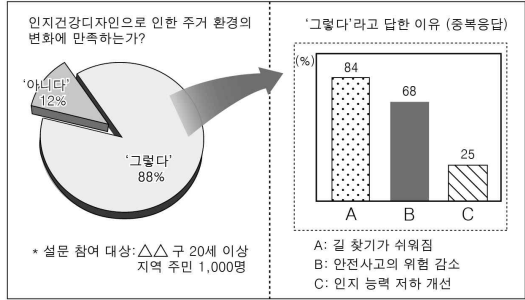 인지건강디자인으로 인한 주거 환경의
변화에 만족하는가?
'아니다'
12%
'그렇다'
88%
* 설문 참여 대상: △△ 구 20세 이상
지역 주민 1,000명
'그렇다'라고 답한 이유 (중복응답)
(%)
84
68
25
A
B
C
A: 길 찾기가 쉬워짐
B: 안전사고의 위험 감소
C: 인지 능력 저하 개선